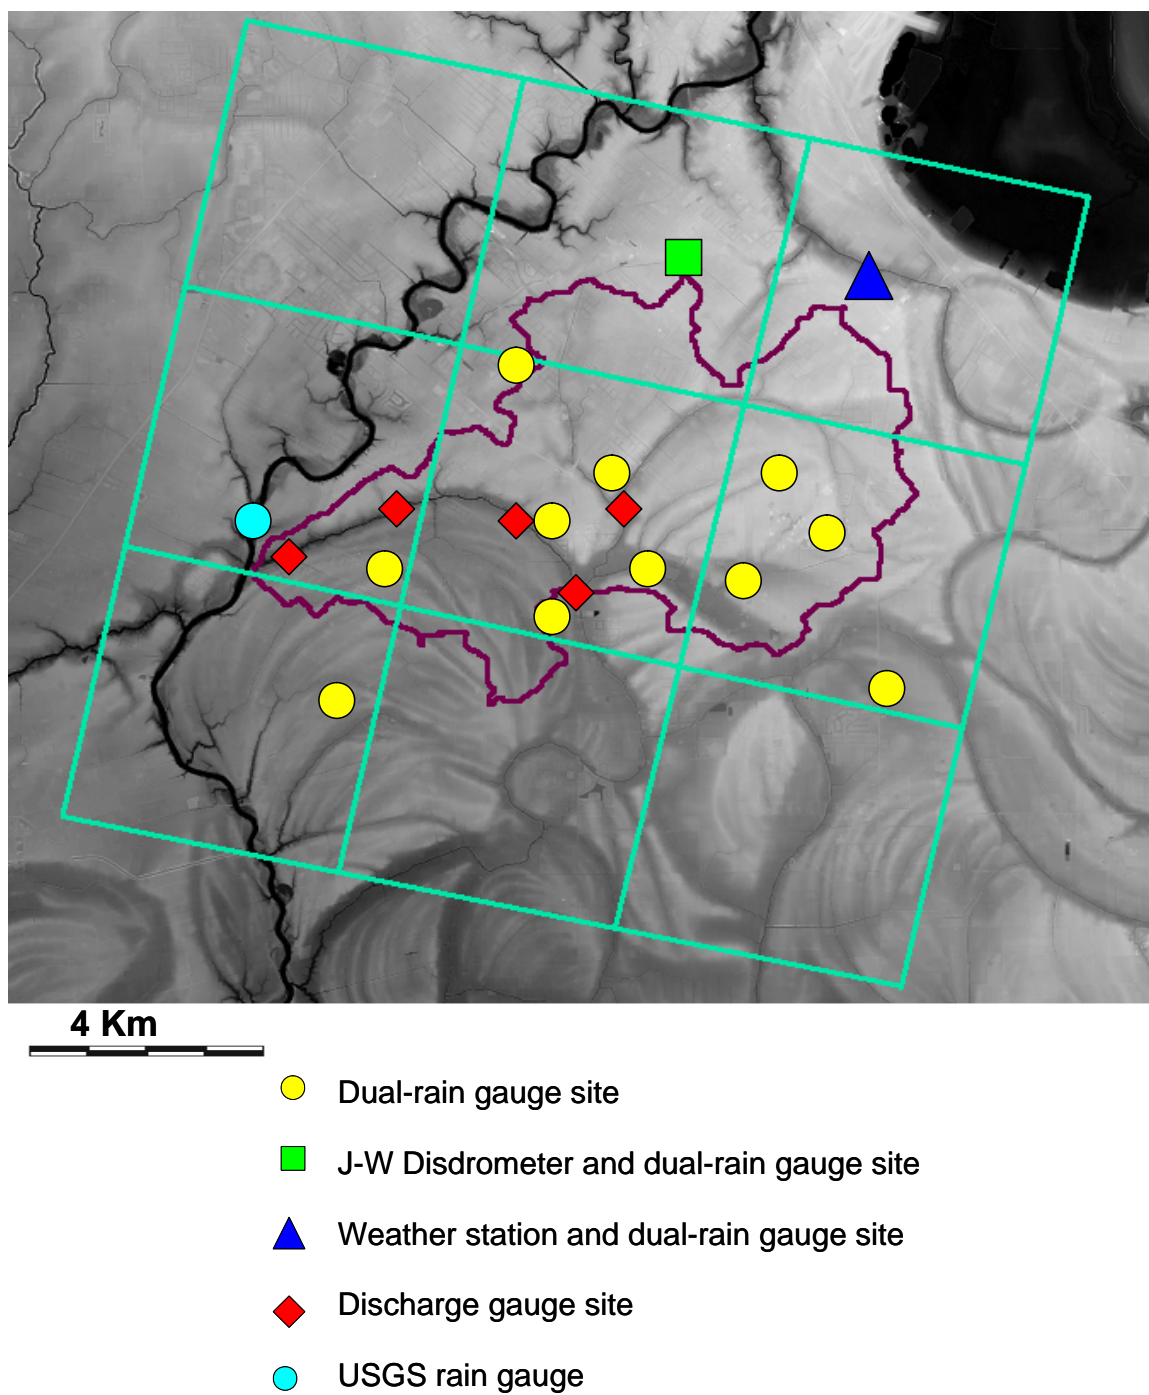 4 Km
Dual-rain gauge site
J-W Disdrometer and dual-rain gauge site
Weather station and dual-rain gauge site
Discharge gauge site
USGS rain gauge